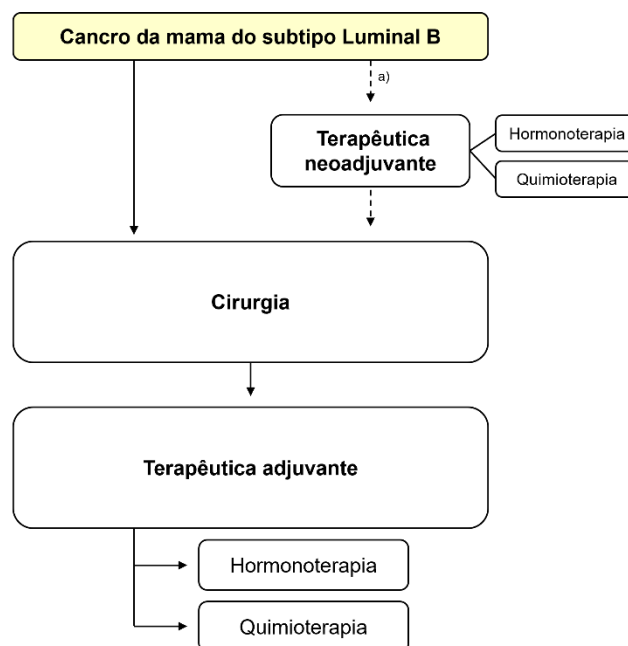 Cancro da mama do subtipo Luminal B
a)
Terapêutica
neoadjuvante
Hormonoterapia
Quimioterapia
Cirurgia
Terapêutica adjuvante
Hormonoterapia
Quimioterapia